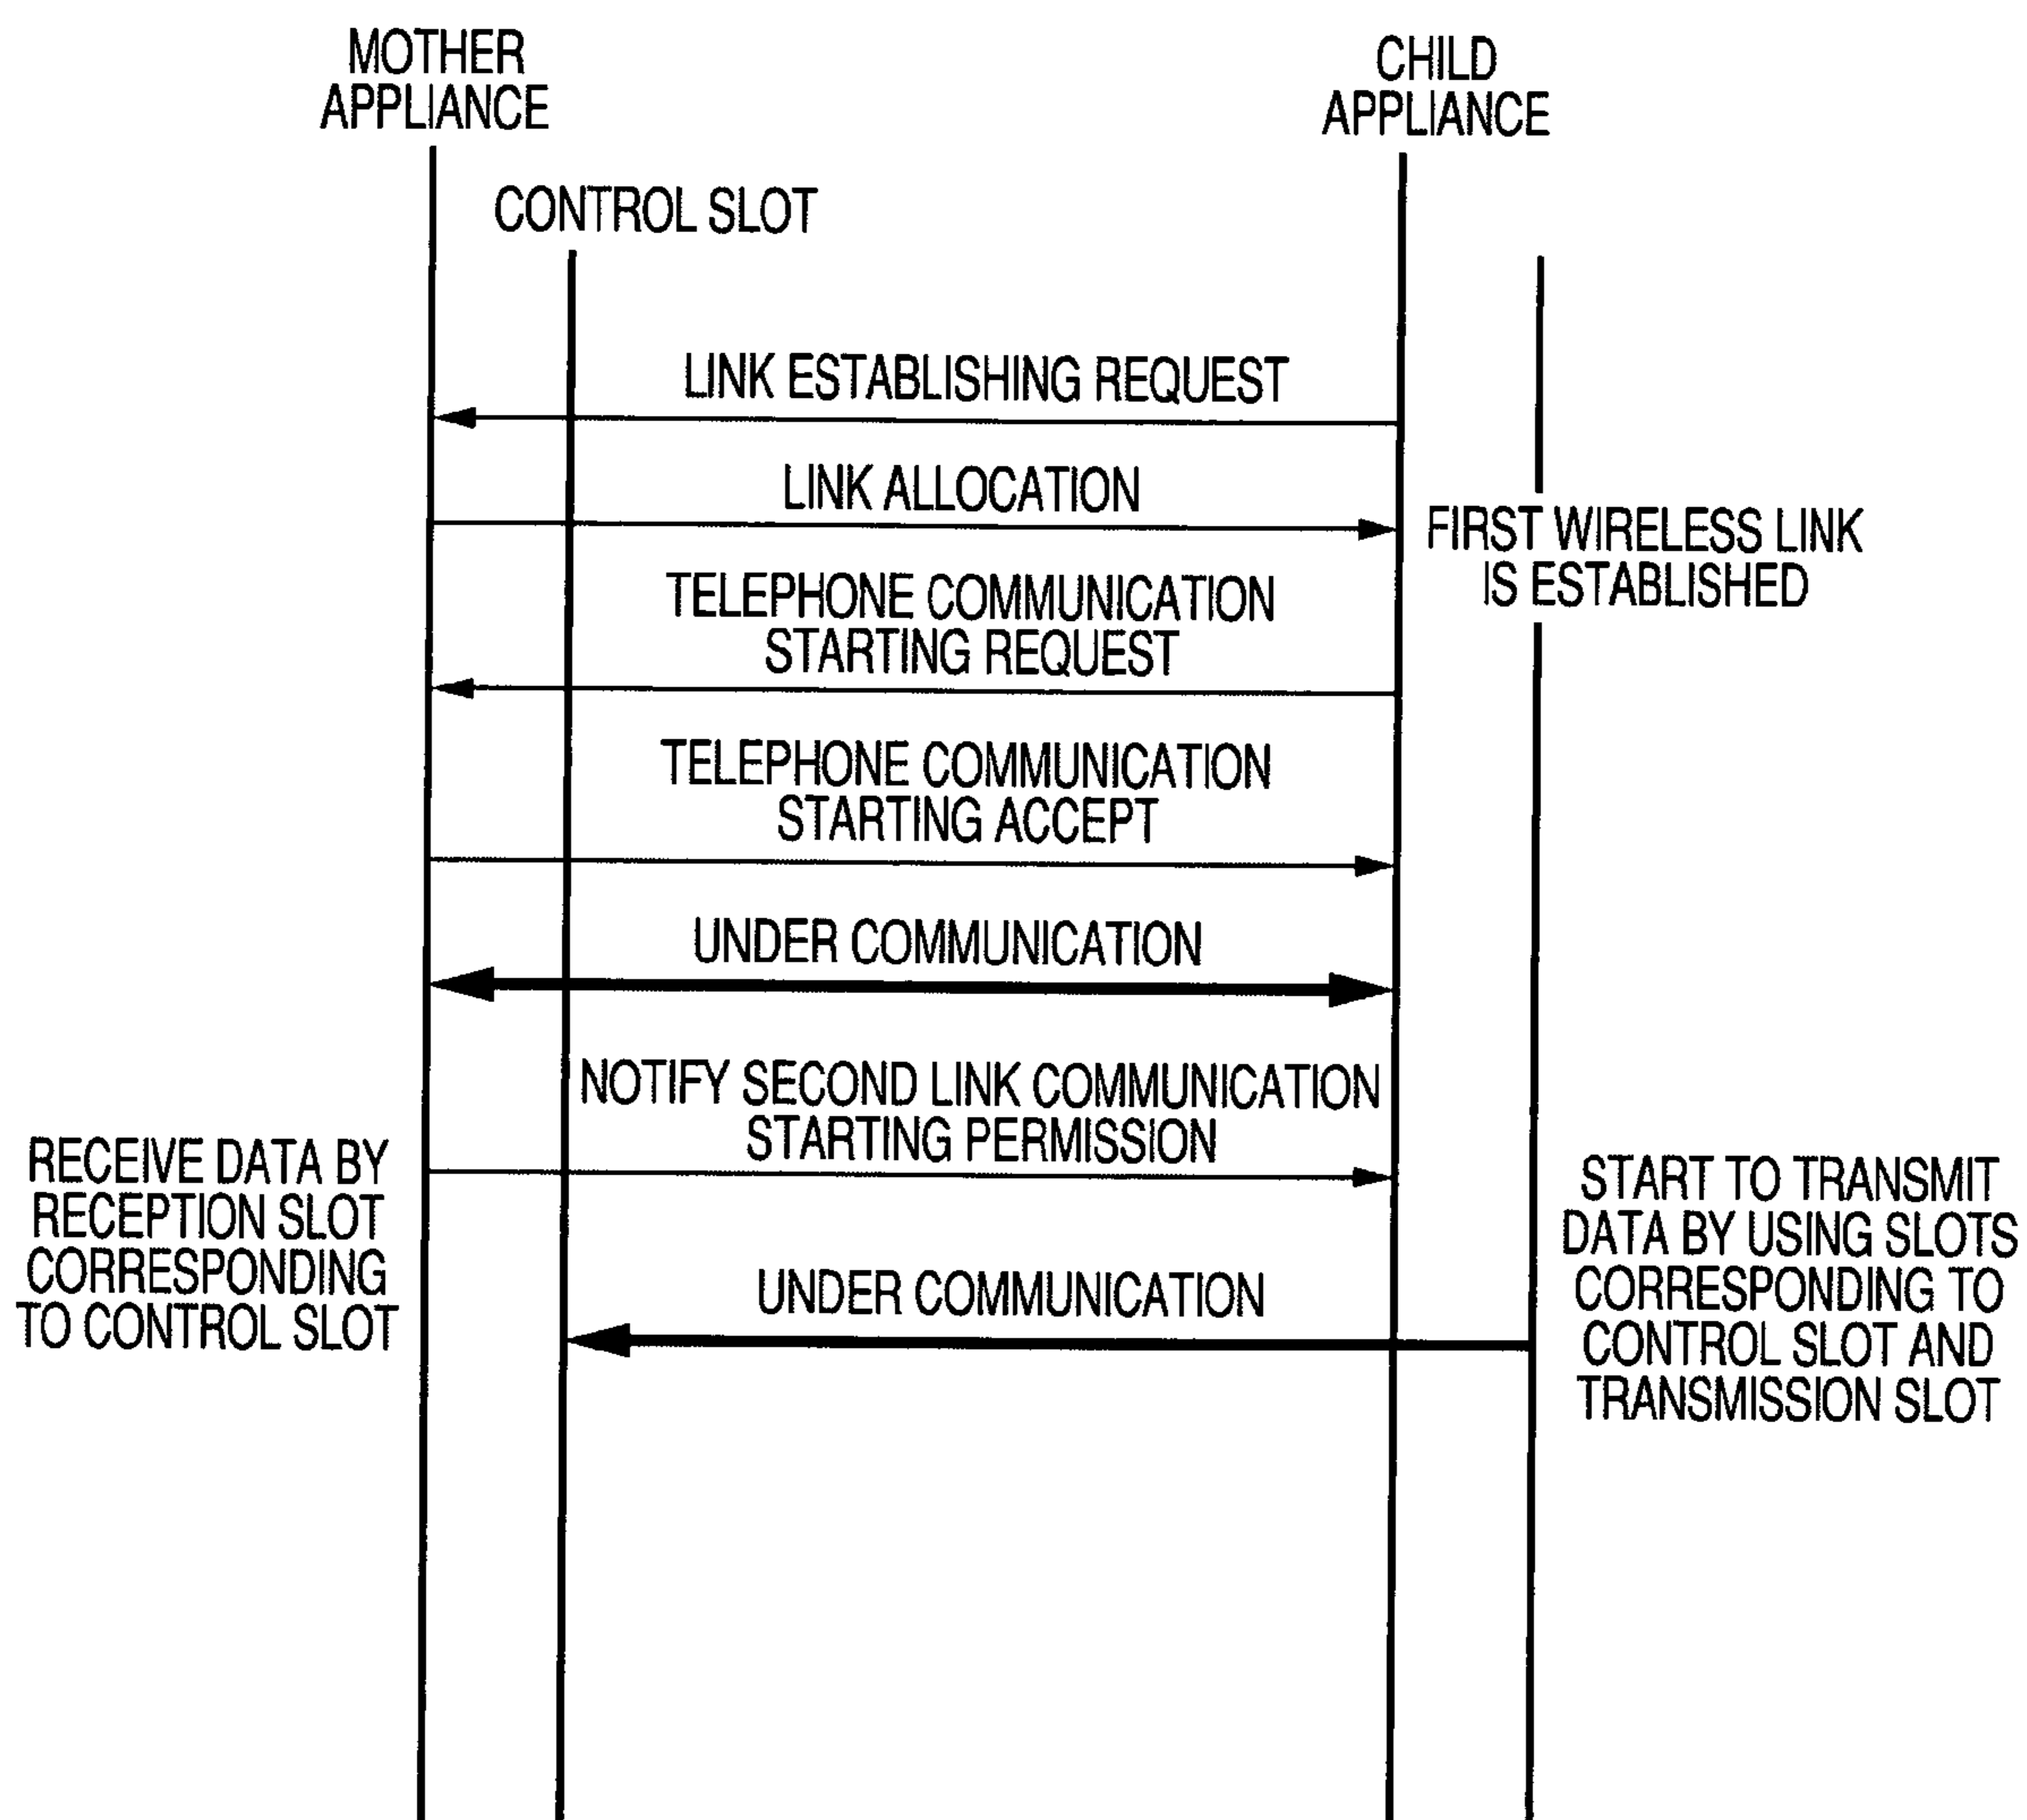 MOTHER
APPLIANCE
CHILD
APPLIANCE
CONTROL SLOT
LINK ESTABLISHING REQUEST
LINK ALLOCATION
FIRST WIRELESS LINK
IS ESTABLISHED
TELEPHONE COMMUNICATION
STARTING REQUEST
TELEPHONE COMMUNICATION
STARTING ACCEPT
UNDER COMMUNICATION
NOTIFY SECOND LINK COMMUNICATION
STARTING PERMISSION
RECEIVE DATA BY
RECEPTION SLOT
CORRESPONDING
TO CONTROL SLOT
START TO TRANSMIT
DATA BY USING SLOTS
CORRESPONDING TO
CONTROL SLOT AND
TRANSMISSION SLOT
UNDER COMMUNICATION